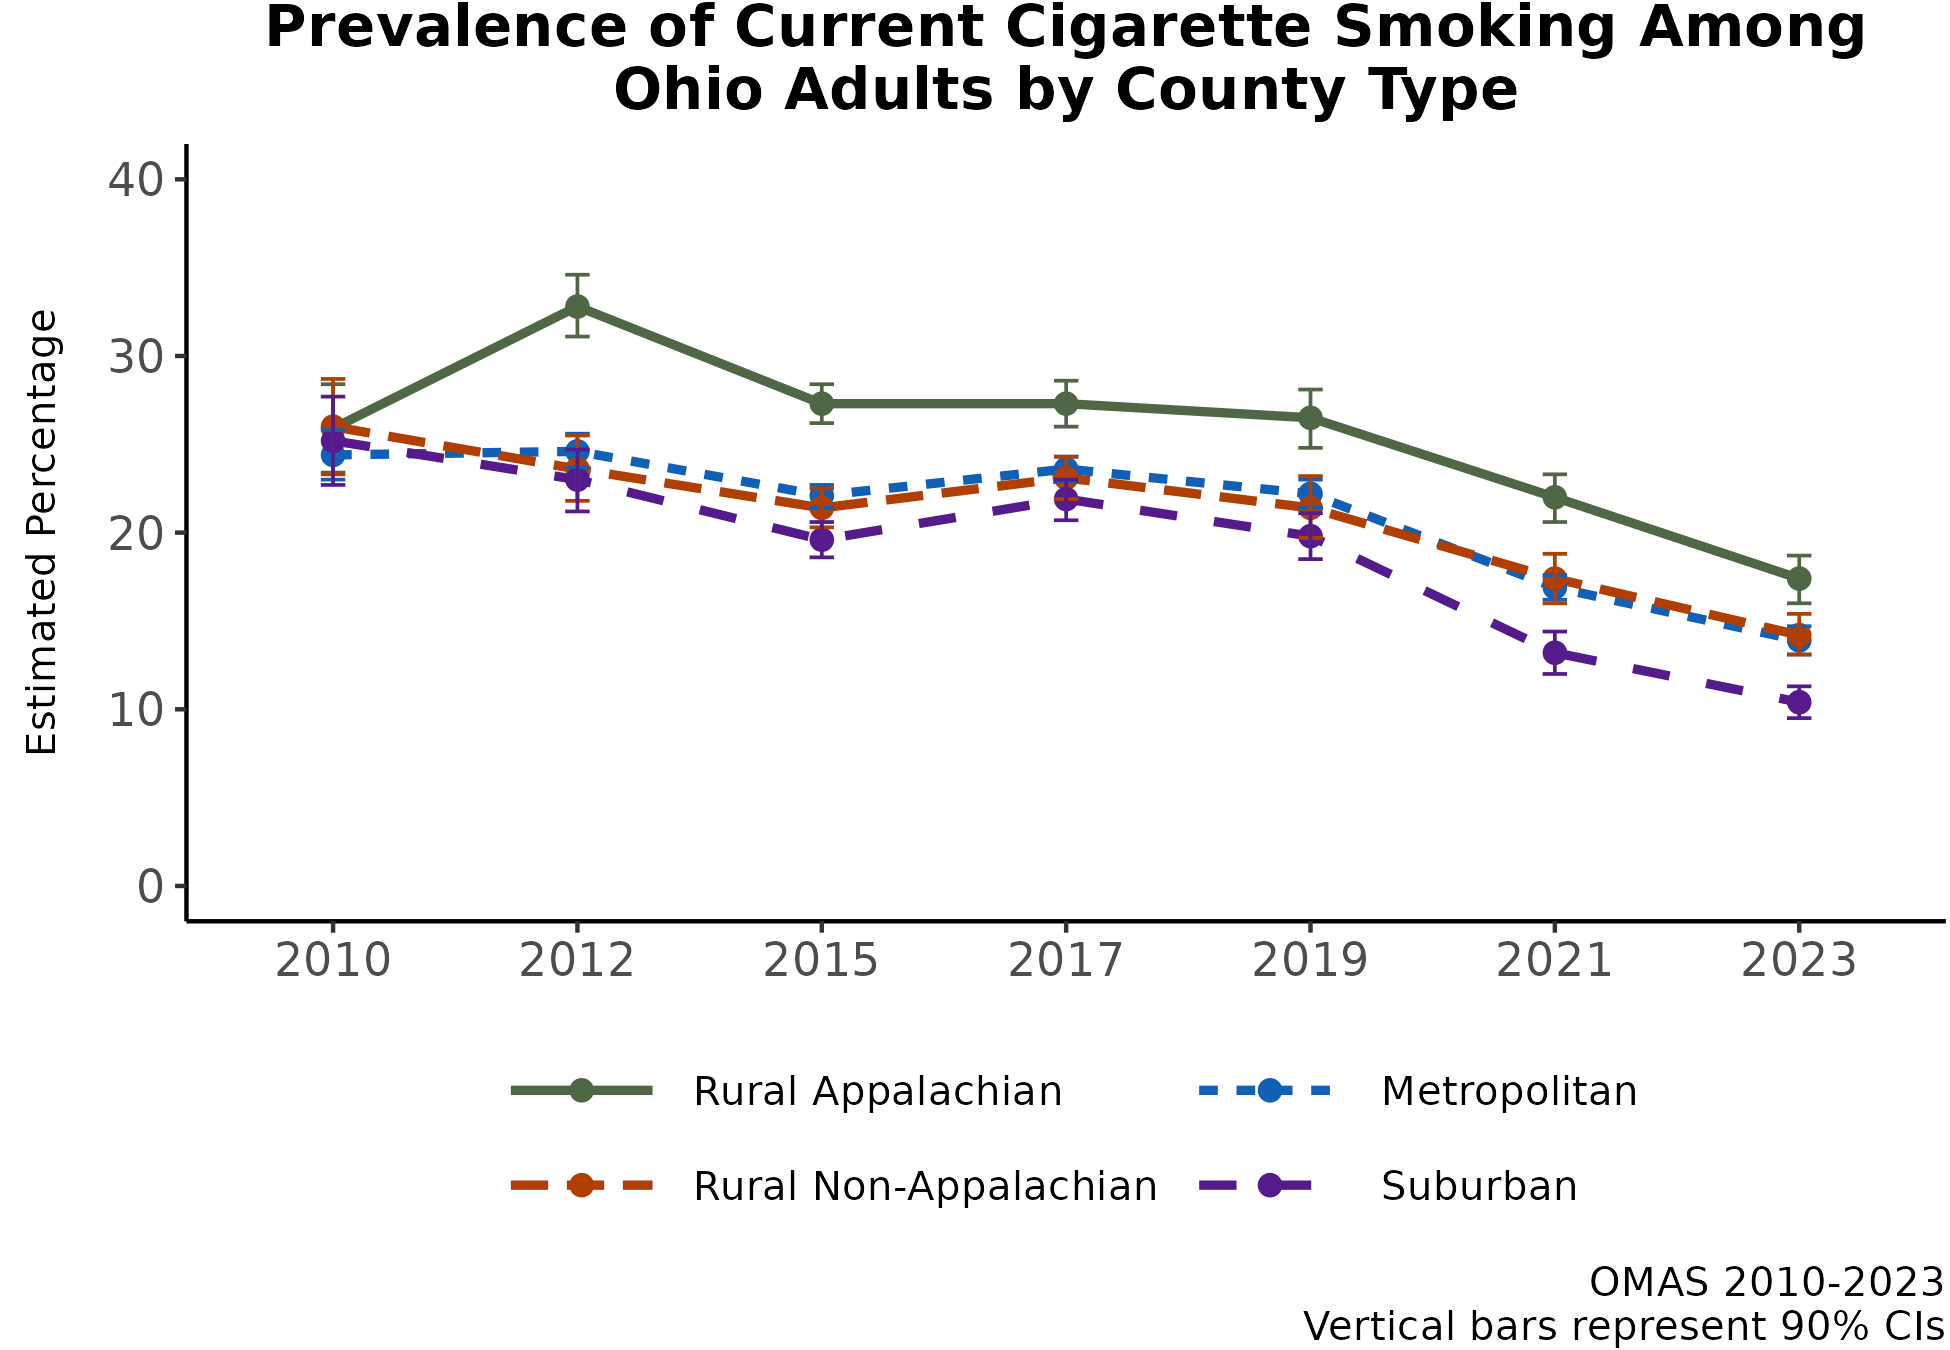 Prevalence of Current Cigarette Smoking Among
Ohio Adults by County Type
Estimated Percentage
40
30
20
10
0
2010 2012 2015 2017 2019 2021 2023
Rural Appalachian Metropolitan
Rural Non-Appalachian Suburban
OMAS 2010-2023
Vertical bars represent 90% CIs